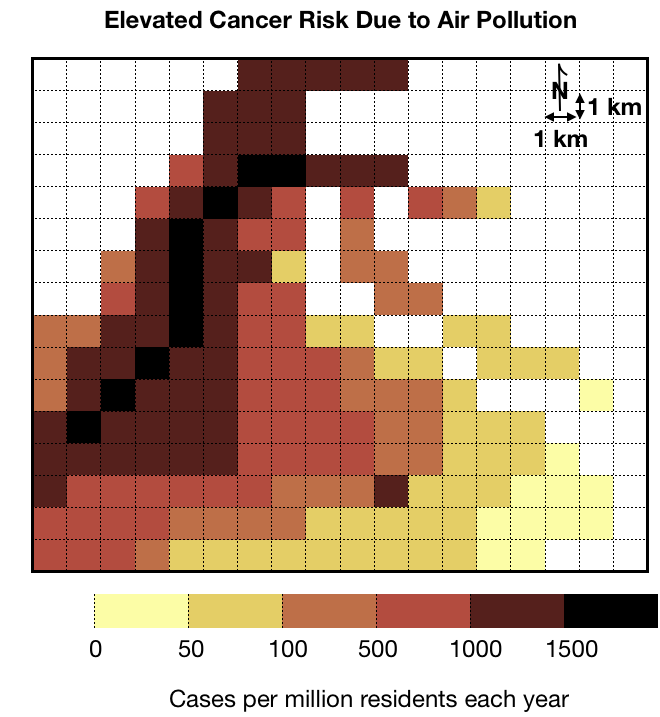 Elevated Cancer Risk Due to Air Pollution
N
1 km
1 km
0 50 100 500 1000 1500
Cases per million residents each year